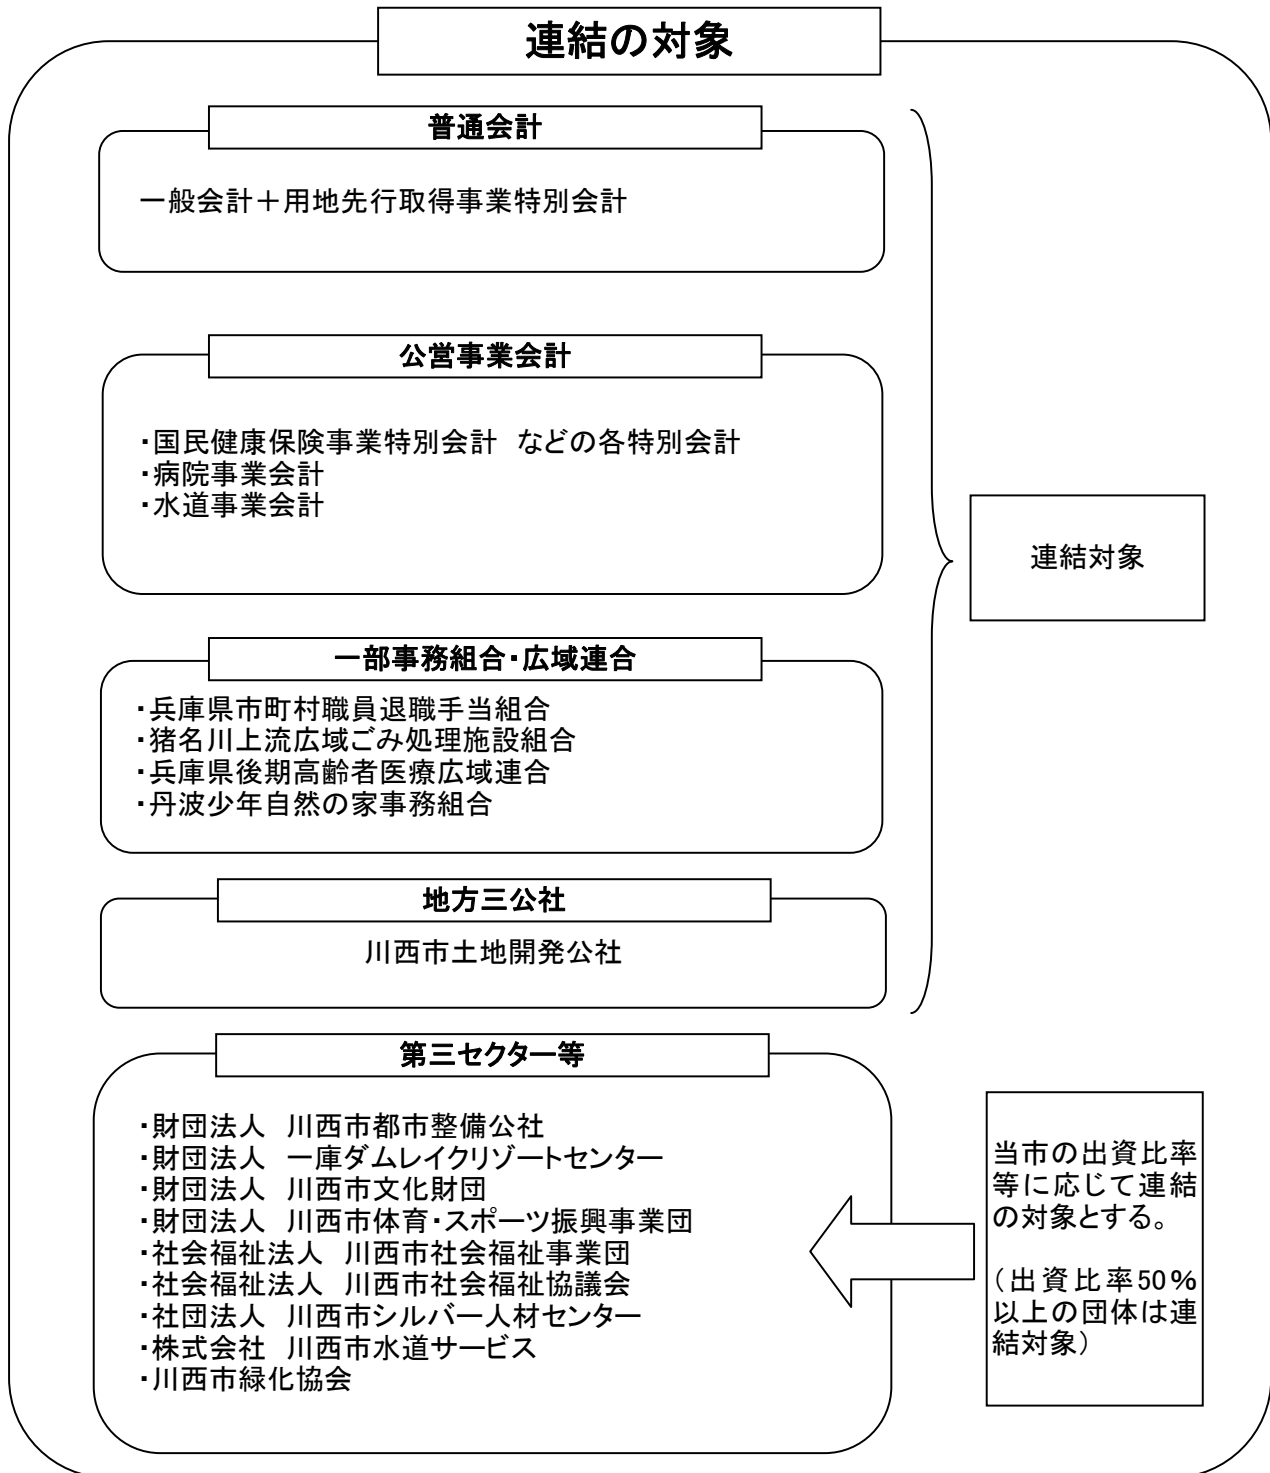 連結の対象
普通会計
一般会計＋用地先行取得事業特別会計
公営事業会計
・国民健康保険事業特別会計　などの各特別会計
・病院事業会計
・水道事業会計
連結対象
一部事務組合・広域連合
・兵庫県市町村職員退職手当組合
・猪名川上流広域ごみ処理施設組合
・兵庫県後期高齢者医療広域連合
・丹波少年自然の家事務組合
地方三公社
川西市土地開発公社
第三セクター等
・財団法人　川西市都市整備公社
・財団法人　一庫ダムレイクリゾートセンター
・財団法人　川西市文化財団
・財団法人　川西市体育・スポーツ振興事業団
・社会福祉法人　川西市社会福祉事業団
・社会福祉法人　川西市社会福祉協議会
・社団法人　川西市シルバー人材センター
・株式会社　川西市水道サービス
・川西市緑化協会
当市の出資比率
等に応じて連結
の対象とする。
（出資比率50％
以上の団体は連
結対象）